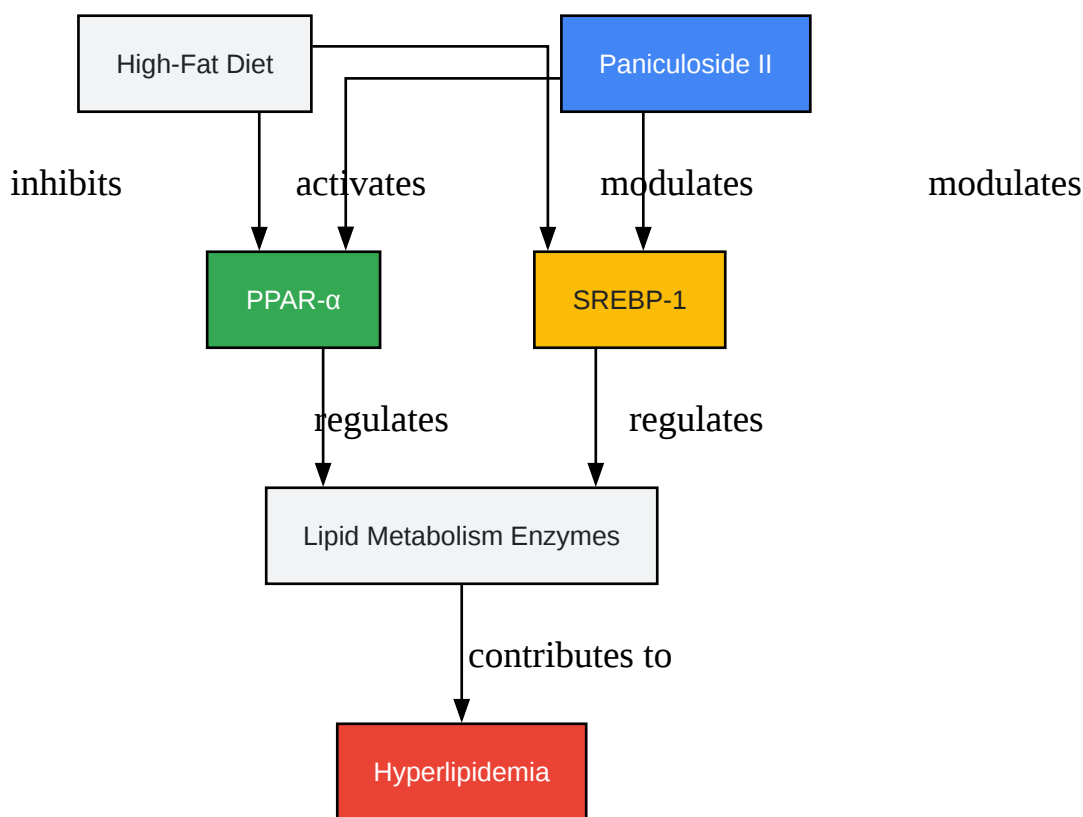 High-Fat Diet
Paniculoside II
inhibits
activates
modulates
modulates
PPAR-α
SREBP-1
regulates
regulates
Lipid Metabolism Enzymes
contributes to
Hyperlipidemia